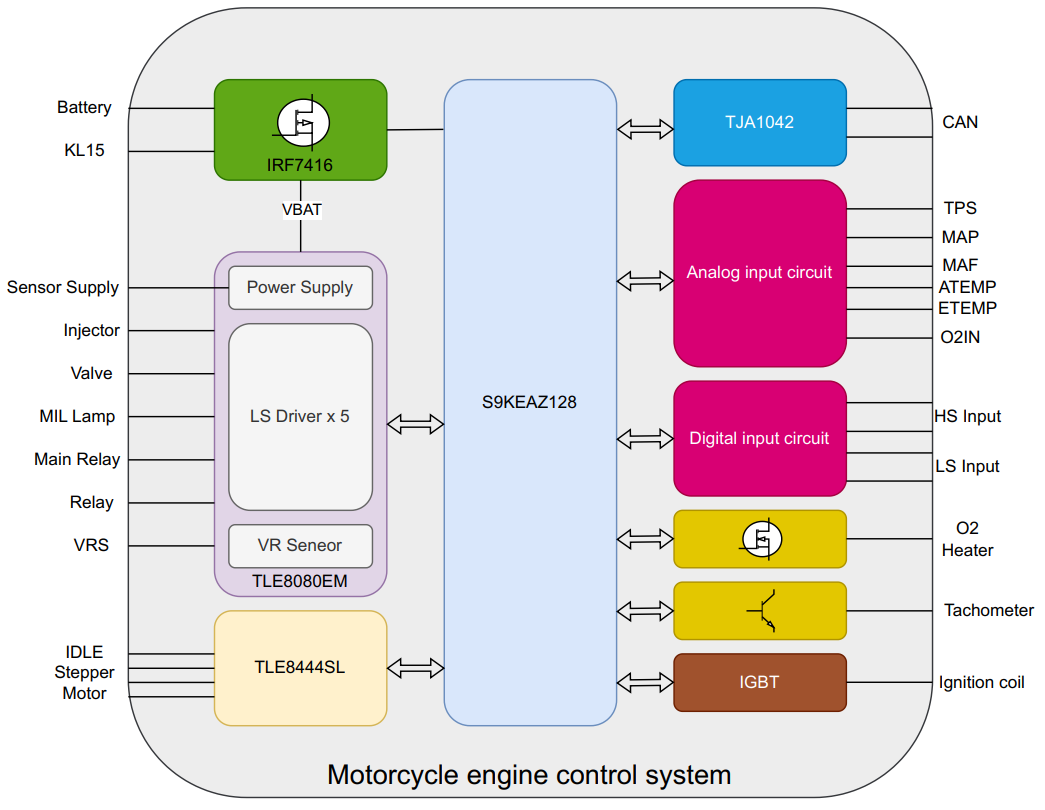 Battery
KL15
IRF7416
VBAT
Sensor Supply
Power Supply
Injector
Valve
MIL Lamp
LS Driver x 5
Main Relay
Relay
VRS
VR Seneor
TLE8080EM
IDLE
Stepper
Motor
TLE8444SL
S9KEAZ128
TJA1042
CAN
Analog input circuit
TPS
MAP
MAF
ATEMP
ETEMP
O2IN
Digital input circuit
HS Input
LS Input
O2
Heater
Tachometer
IGBT
Ignition coil
Motorcycle engine control system